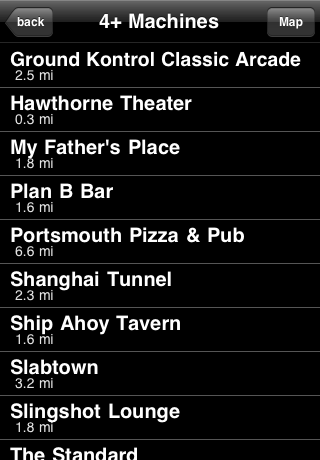 back
4+ Machines
Map
Ground Kontrol Classic Arcade
2.5 mi
Hawthorne Theater
0.3 mi
My Father's Place
1.8 mi
Plan B Bar
1.6 mi
Portsmouth Pizza & Pub
6.6 mi
Shanghai Tunnel
2.3 mi
Ship Ahoy Tavern
1.6 mi
Slabtown
3.2 mi
Slingshot Lounge
1.8 mi
The Standard